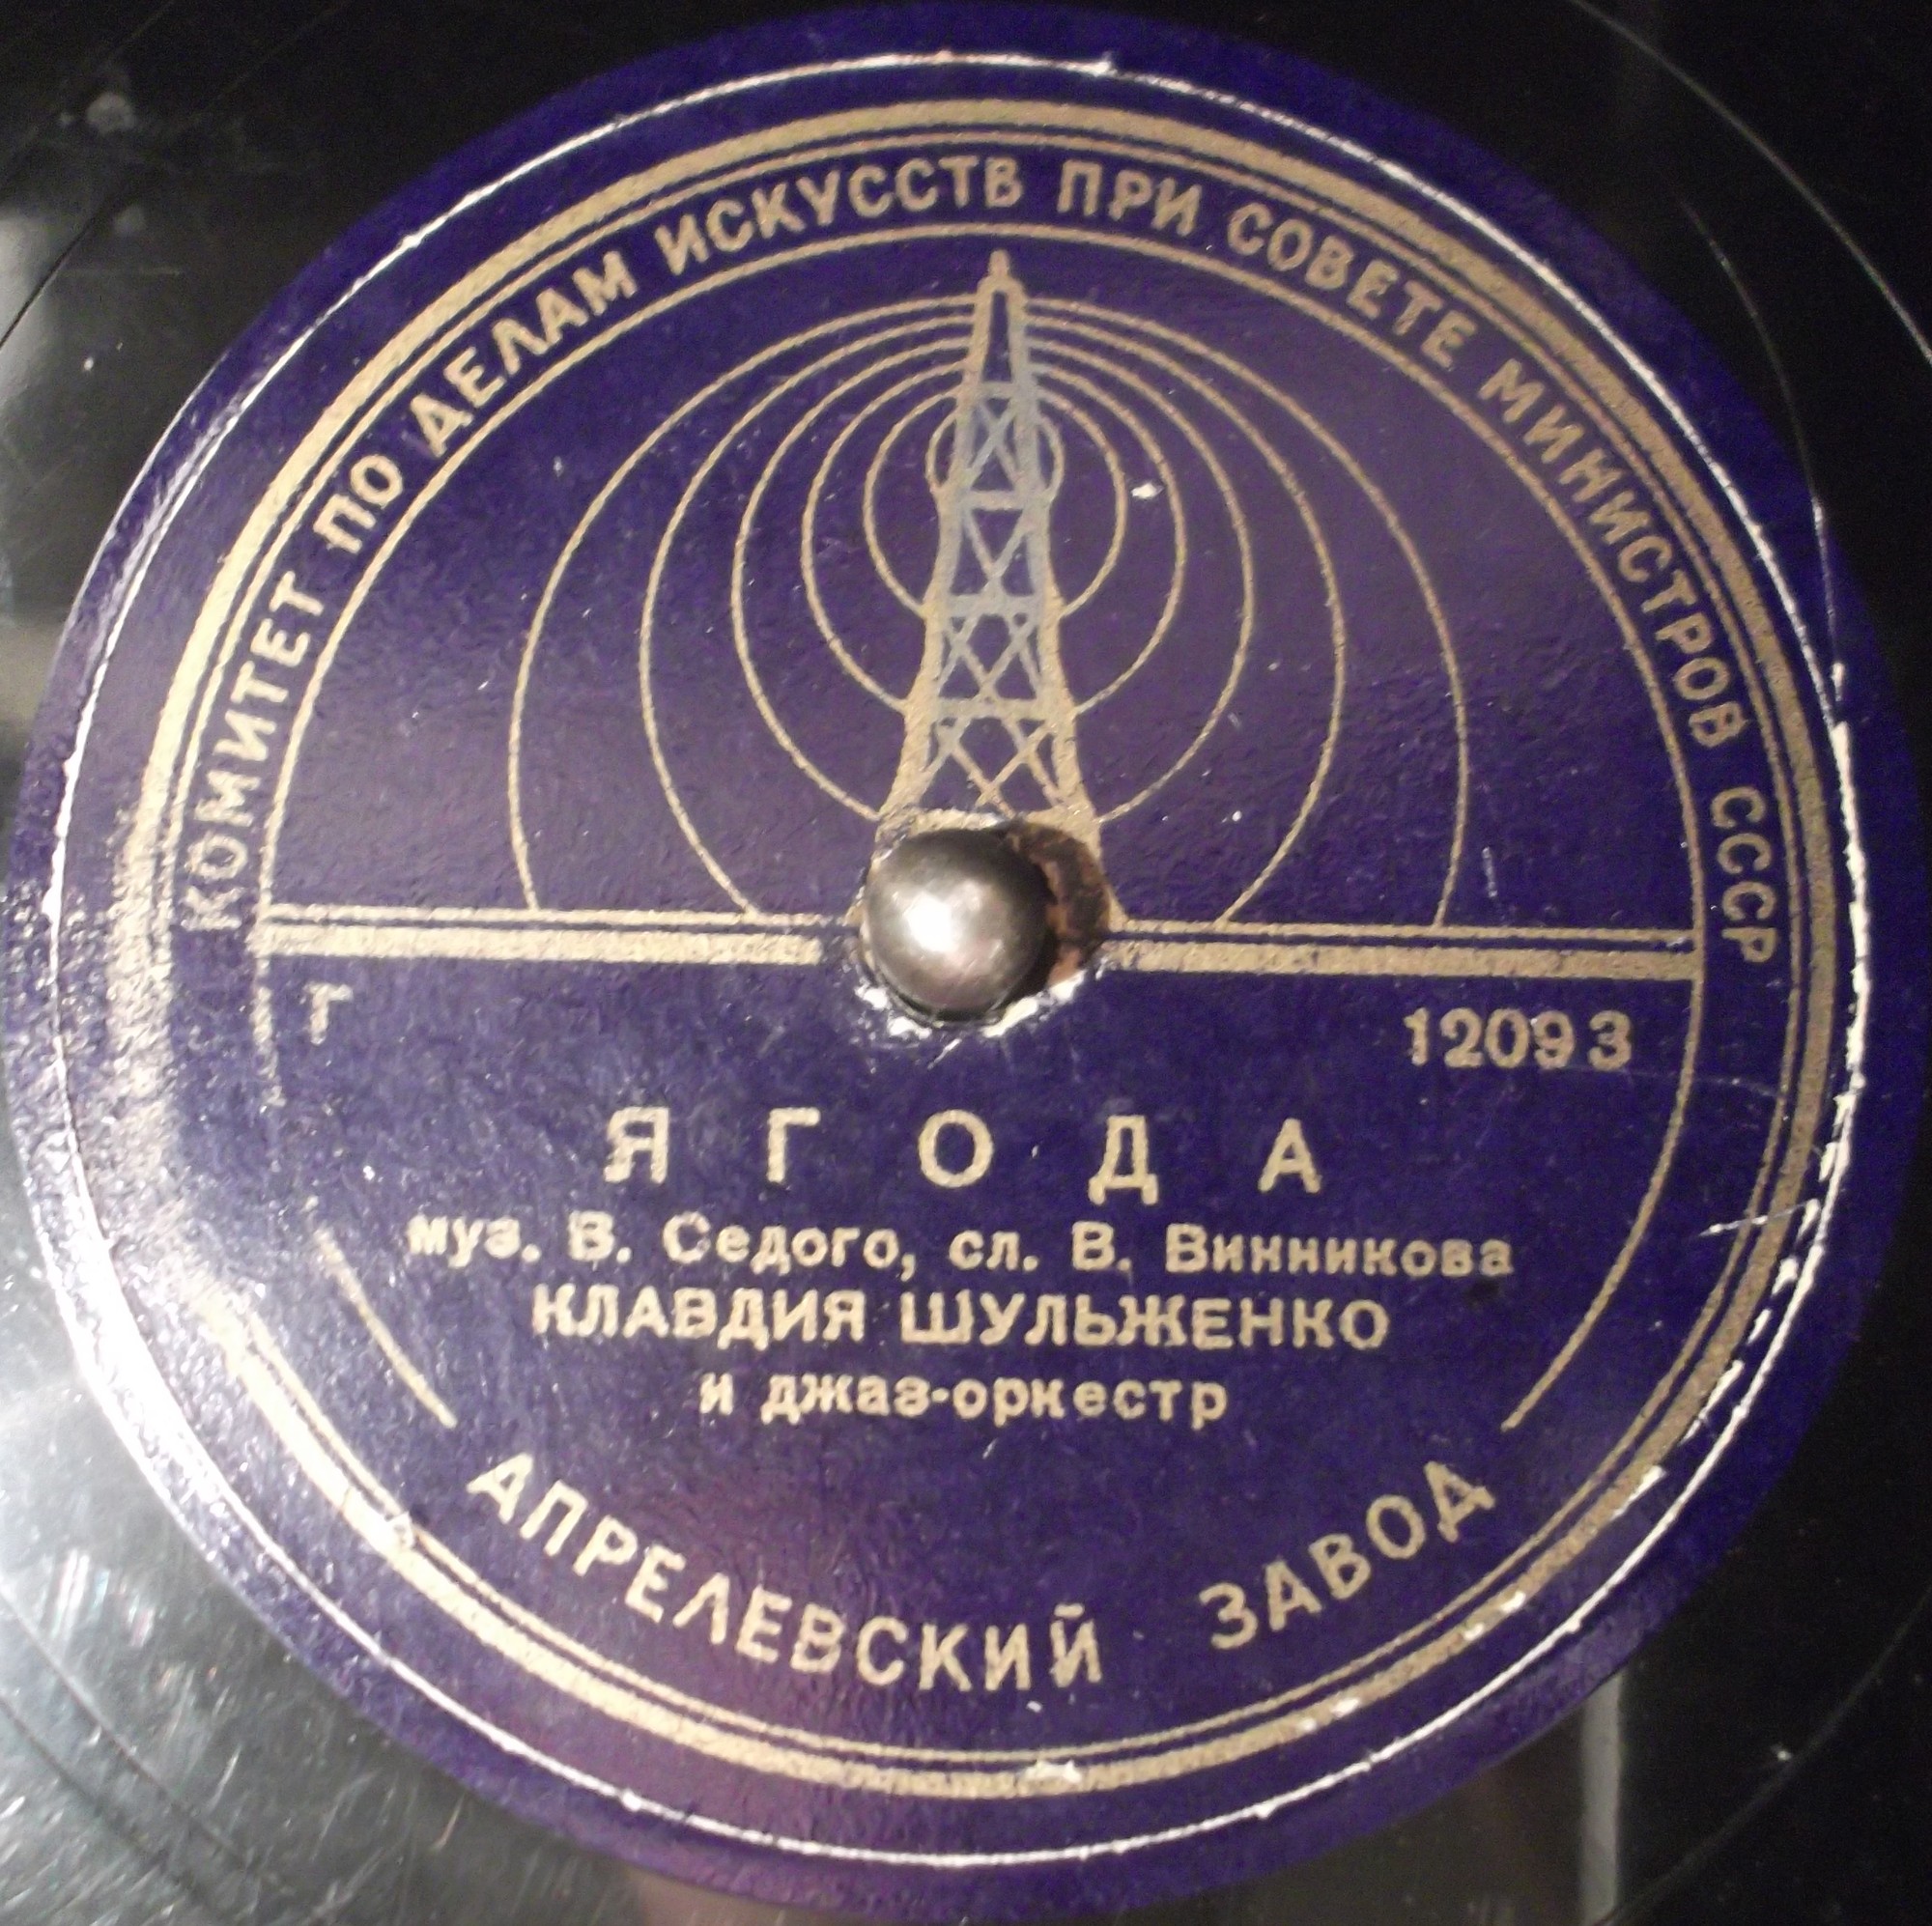 КОМИТЕТ ПО ДЕЛАМ ИСКУССТВ ПРИ СОВЕТЕ МИНИСТРОВ СССР
Т 12093
ЯГОДА
муз. В. Седого, сл. В. Винникова
КЛАВДИЯ ШУЛЬЖЕНКО
и джаз-оркестр
АПРЕЛЕВСКИЙ ЗАВОД